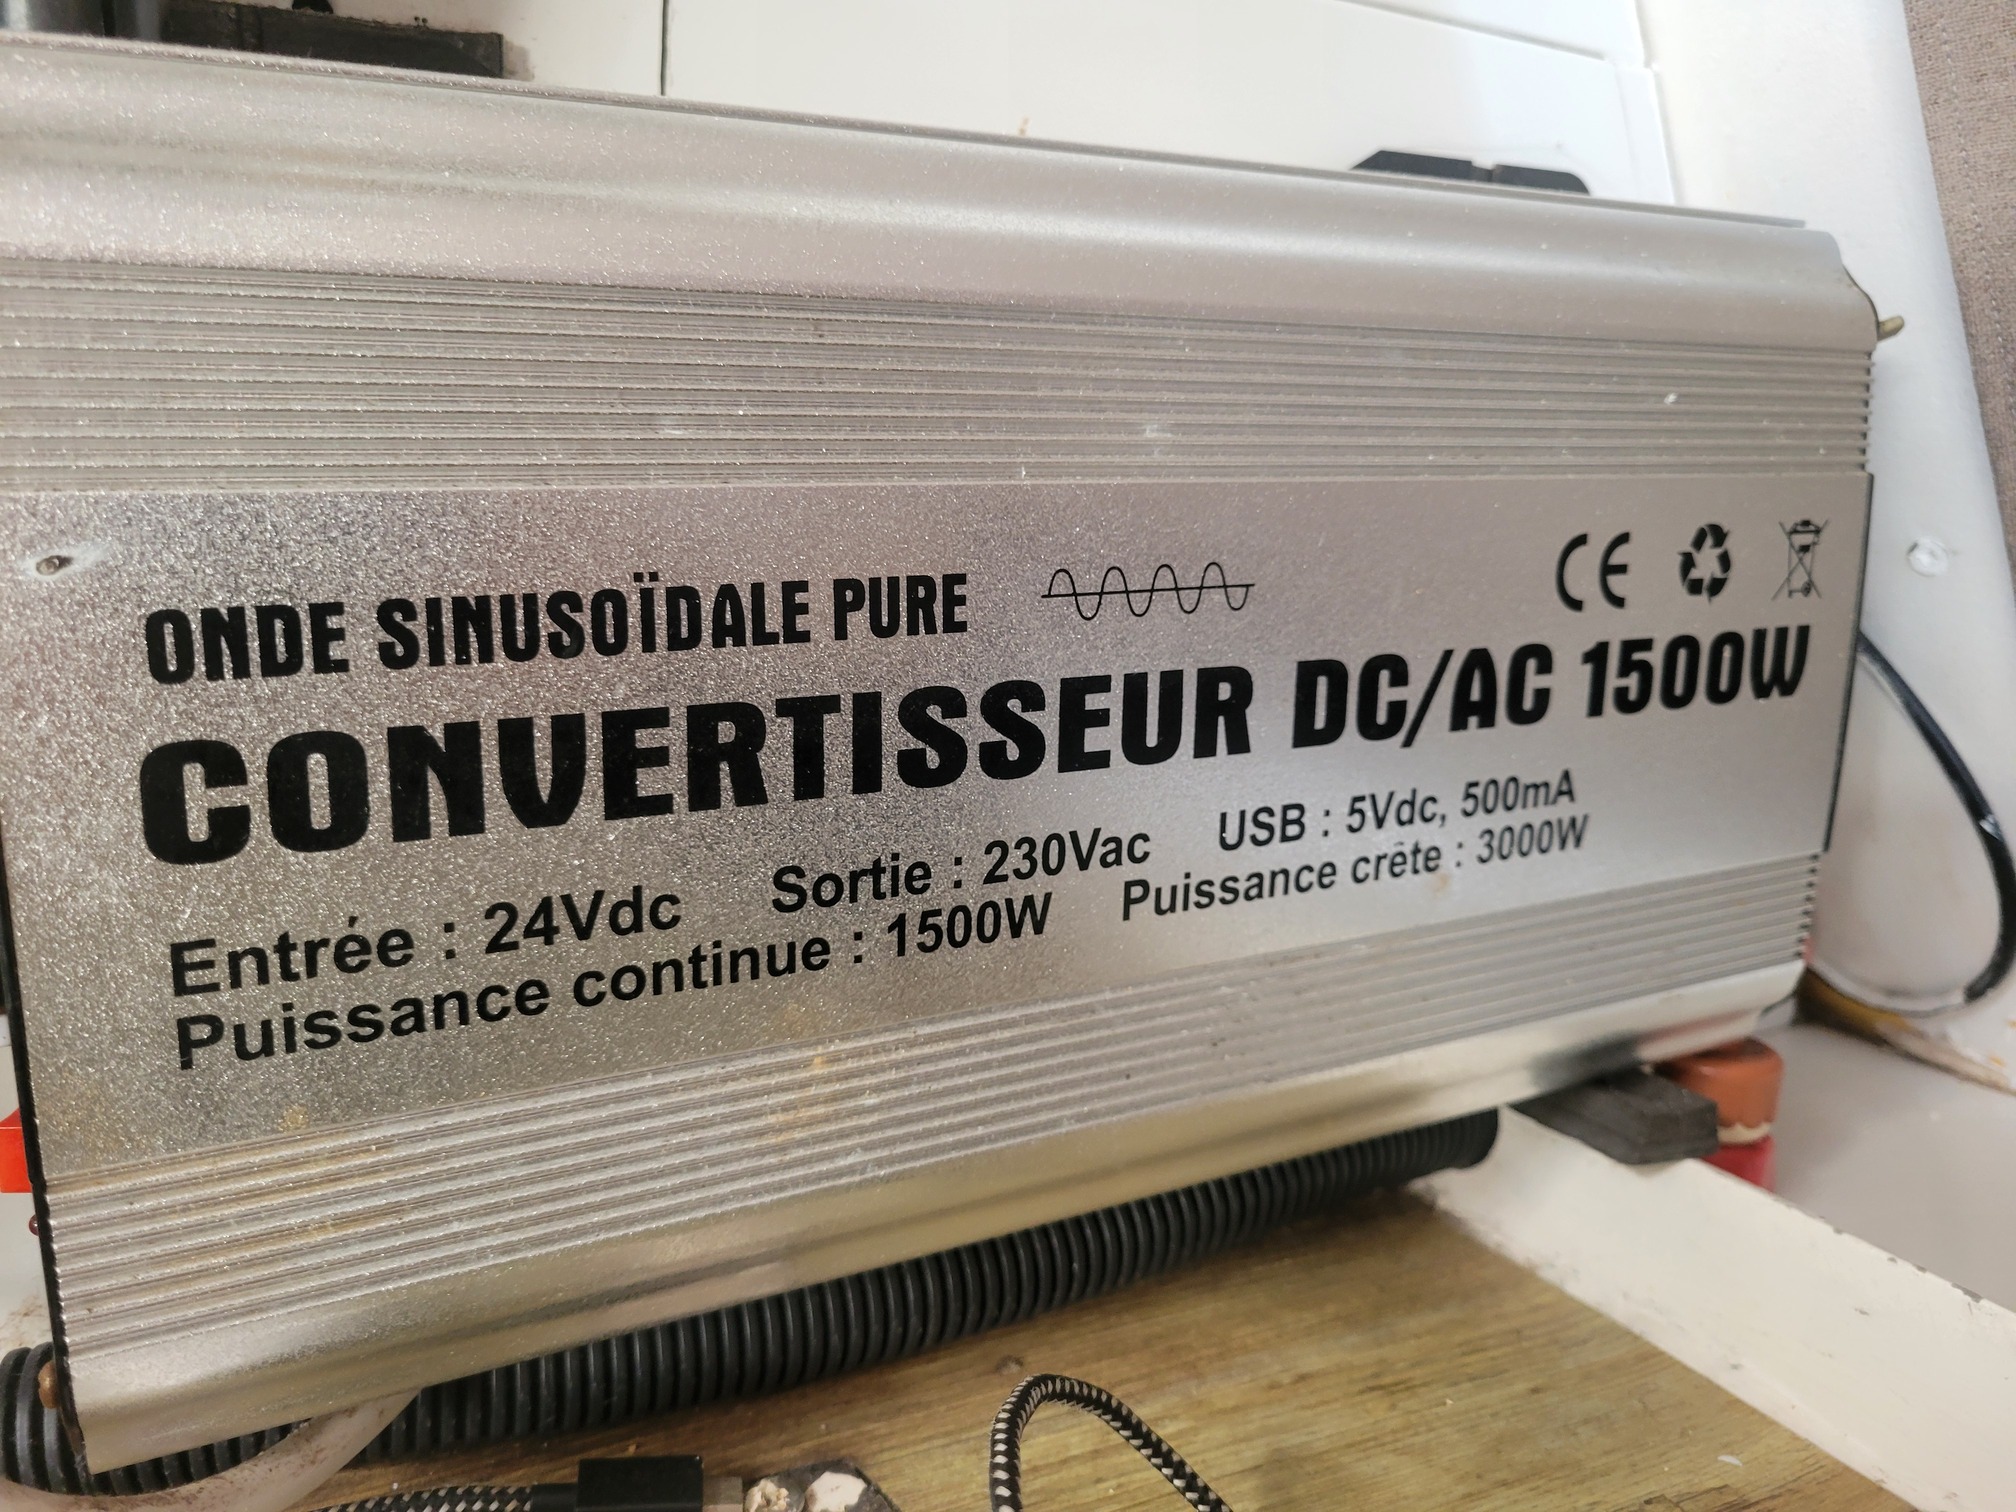 ONDE SINUSOÏDALE PURE
CE
CONVERTISSEUR DC/AC 1500W
Entrée : 24Vdc Sortie : 230Vac USB : 5Vdc, 500mA
Puissance continue : 1500W Puissance crête : 3000W